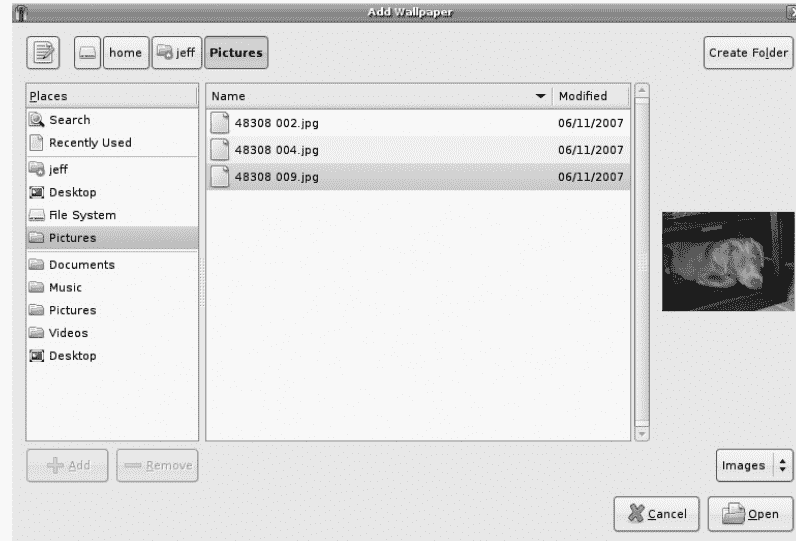 Add Wallpaper
home jeff Pictures Create Folder
Places
Search
Recently Used
jeff
Desktop
File System
Pictures
Documents
Music
Pictures
Videos
Desktop
Name Modified
48308 002.jpg 06/11/2007
48308 004.jpg 06/11/2007
48308 009.jpg 06/11/2007
Add Remove
Images
Cancel Open